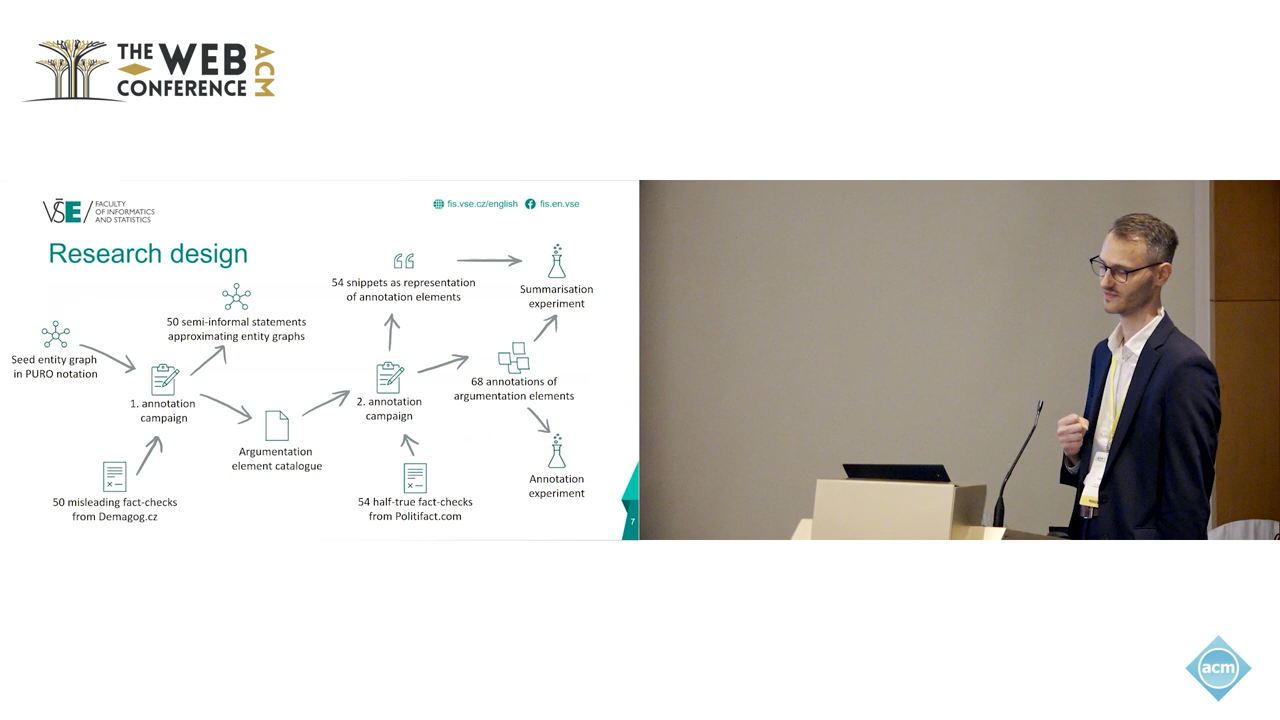 THE WEB
CONFERENCE
ACM
VŠE
FACULTY
OF INFORMATICS
AND STATISTICS
fis.vse.cz/english
fis.en.vse
Research design
54 snippets as representation
of annotation elements
Summarisation
experiment
50 semi-informal statements
approximating entity graphs
Seed entity graph
in PURO notation
1. annotation
campaign
2. annotation
campaign
68 annotations of
argumentation elements
Argumentation
element catalogue
Annotation
experiment
50 misleading fact-checks
from Demagog.cz
54 half-true fact-checks
from Politifact.com
7
acm